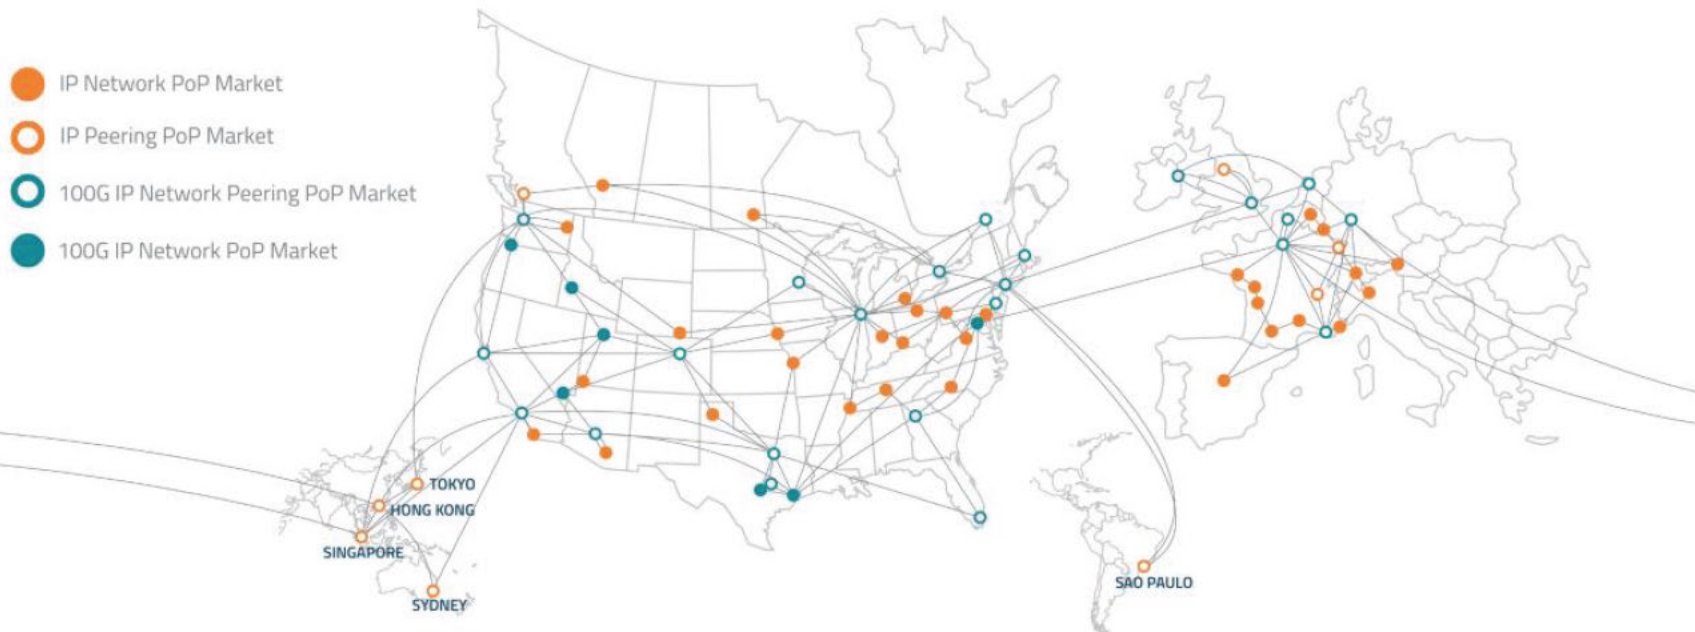 IP Network PoP Market
IP Peering PoP Market
100G IP Network Peering PoP Market
100G IP Network PoP Market
TOKYO
HONG KONG
SINGAPORE
SYDNEY
SAO PAULO